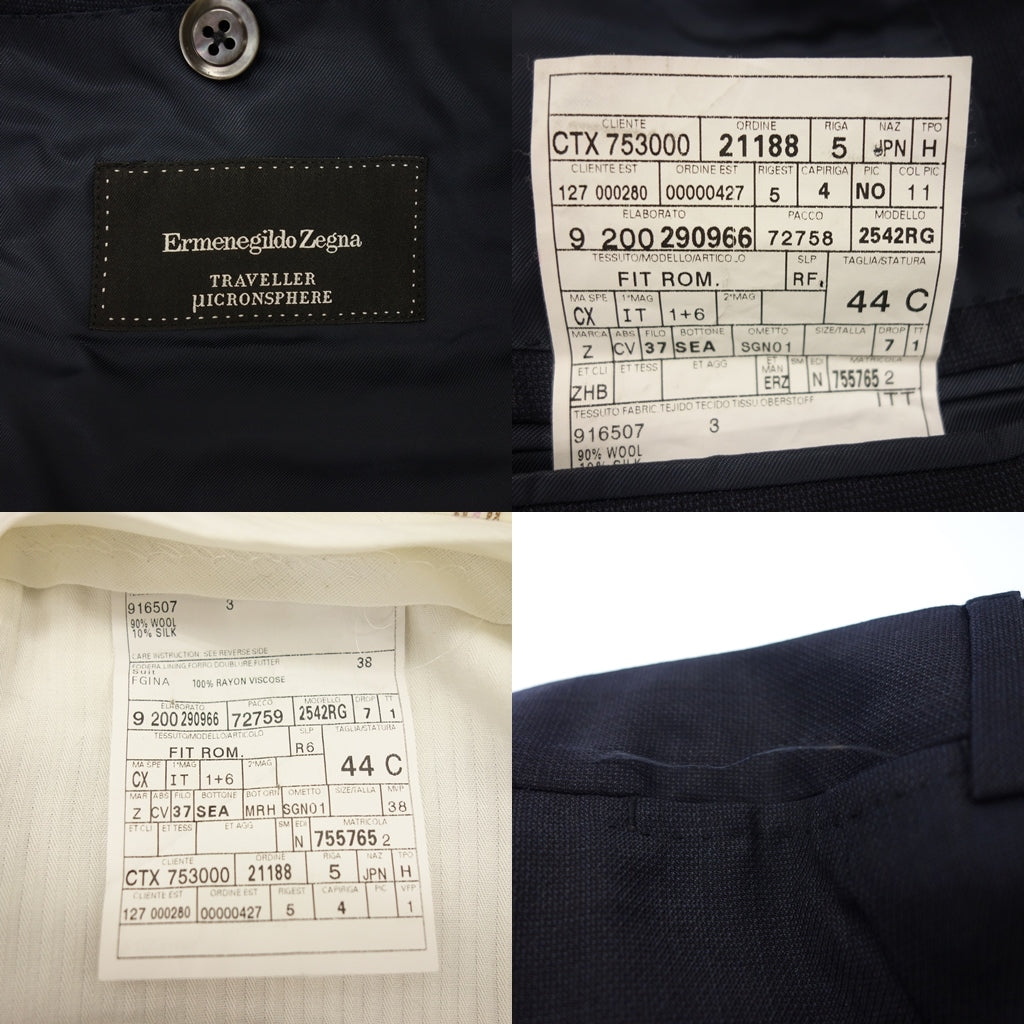 Ermenegildo Zegna
TRAVELLER
µICRONSPHERE
CLIENTE ORDINE RIGA NAZ TPO
CTX 753000 21188 5 JPN H
CLIENTE EST ORDINE EST RIGEST CAPIRIGA PIC COL PIC
127 000280 00000427 5 4 NO 11
ELABORATO PACCO MODELLO
9 200 290966 72758 2542RG
TESSUTO/MODELLO/ARTICOLO SLP TAGLIA/STATURA
FIT ROM. RF. 44 C
MA SPE 1°MAG 2°MAG
CX IT 1+6
MARCA ABS FILO BOTTONE OMETTO SIZE/TALLA DROP TT
Z CV 37 SEA SGN01 7 1
ET CLI ET TESS ET AGG ET MAN SM EDI MATRICOLA
ZHB ERZ N 755765 2
TESSUTO FABRIC TEJIDO TECIDO TISSU OBERSTOFF ITT
916507 3
90% WOOL
10% SILK
916507 3
90% WOOL
10% SILK
CARE INSTRUCTION SEE REVERSE SIDE
FODERA LINING FORRO DOUBLURE FUTTER 38
Suit
FGINA 100% RAYON VISCOSE
ELABORATO PACCO MODELLO DROP TT
9 200 290966 72759 2542RG 7 1
TESSUTO/MODELLO/ARTICOLO SLP TAGLIA/STATURA
FIT ROM. R6 44 C
MA SPE 1°MAG 2°MAG
CX IT 1+6
MAR ABS FILO BOTTONE BOT ORN OMETTO SIZE/TALLA MVP
Z CV 37 SEA MRH SGN01 38
ET CLI ET TESS ET AGG SM EDI MATRICOLA
N 755765 2
CLIENTE ORDINE RIGA NAZ TPO
CTX 753000 21188 5 JPN H
CLIENTE EST ORDINE EST RIGEST CAPIRIGA PIC VFP
127 000280 00000427 5 4 1